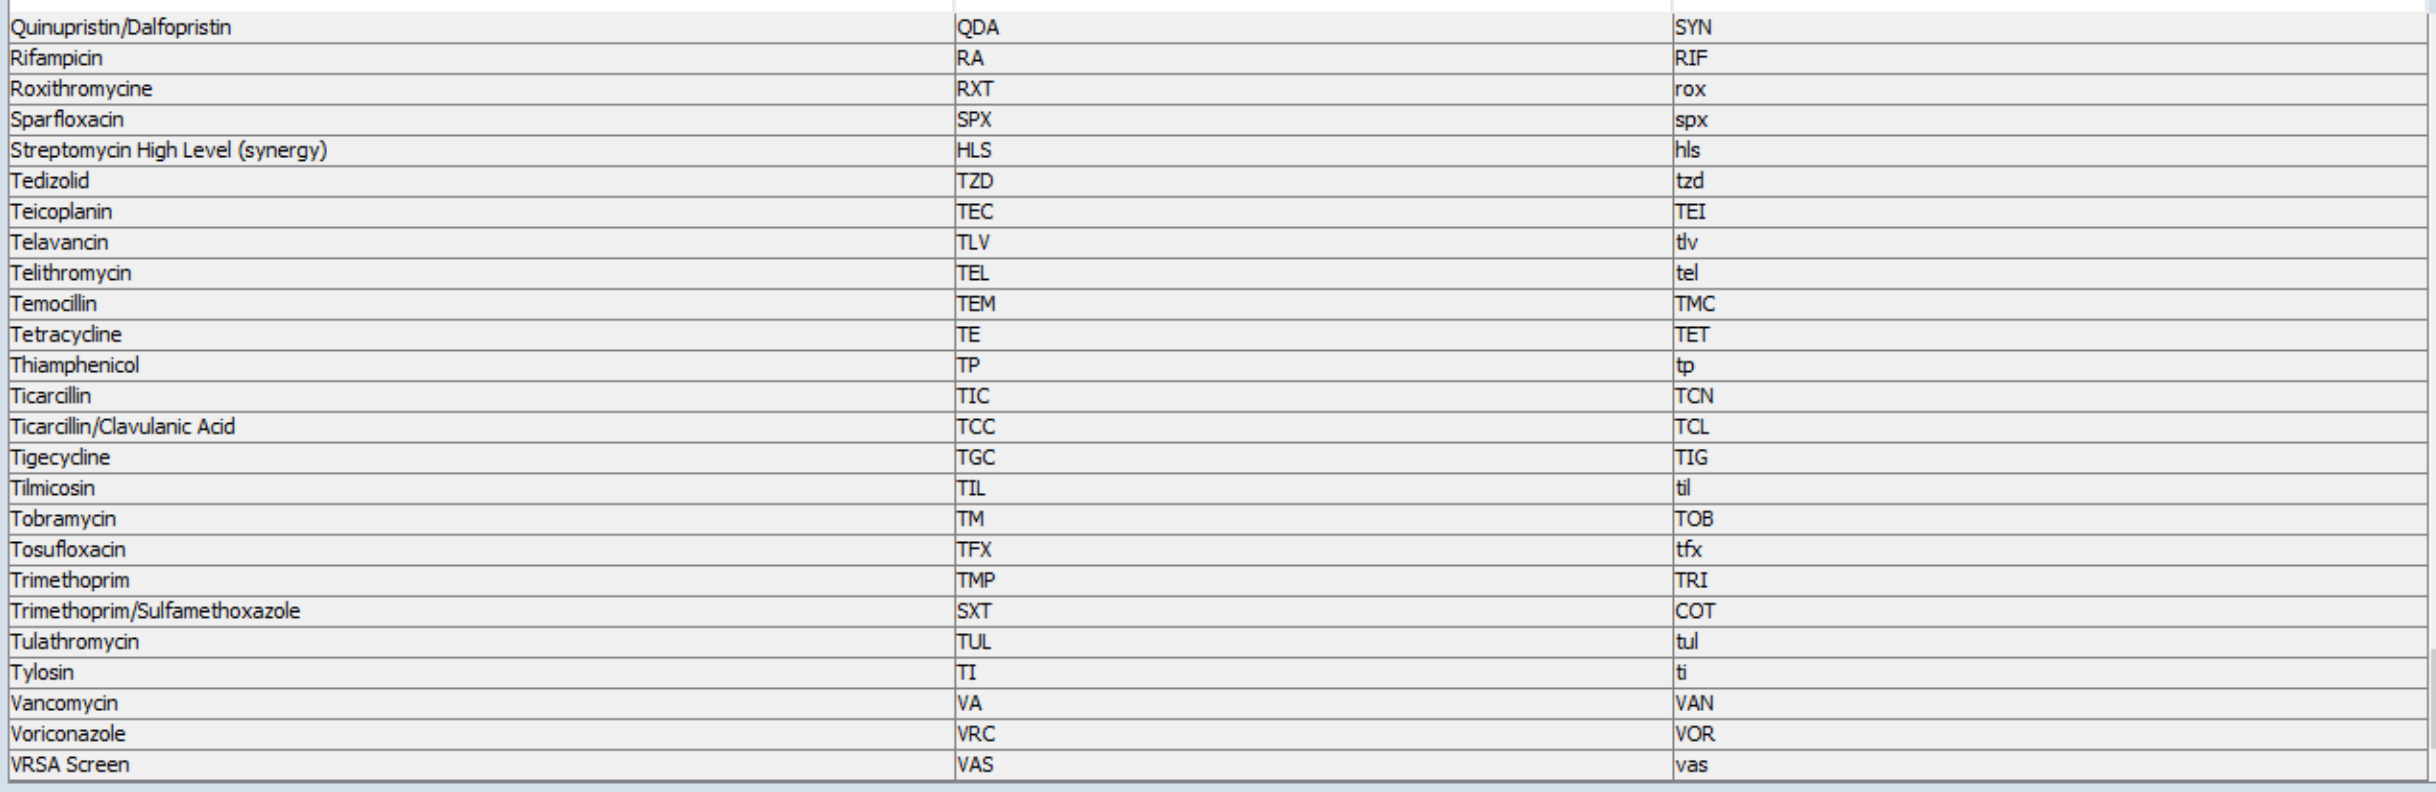 Quinupristin/Dalfopristin QDA SYN
Rifampicin RA RIF
Roxithromycine RXT rox
Sparfloxacin SPX spx
Streptomycin High Level (synergy) HLS hls
Tedizolid TZD tzd
Teicoplanin TEC TEI
Telavancin TLV tlv
Telithromycin TEL tel
Temocillin TEM TMC
Tetracycline TE TET
Thiamphenicol TP tp
Ticarcillin TIC TCN
Ticarcillin/Clavulanic Acid TCC TCL
Tigecycline TGC TIG
Tilmicosin TIL til
Tobramycin TM TOB
Tosufloxacin TFX tfx
Trimethoprim TMP TRI
Trimethoprim/Sulfamethoxazole SXT COT
Tulathromycin TUL tul
Tylosin TI ti
Vancomycin VA VAN
Voriconazole VRC VOR
VRSA Screen VAS vas